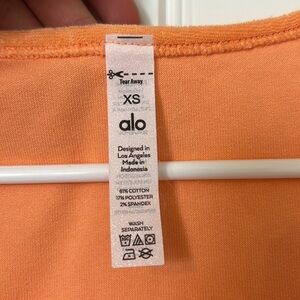 Tear Away
XS
alo
Designed in
Los Angeles
Made in
Indonesia
81% COTTON
17% POLYESTER
2% SPANDEX
WASH
SEPARATELY